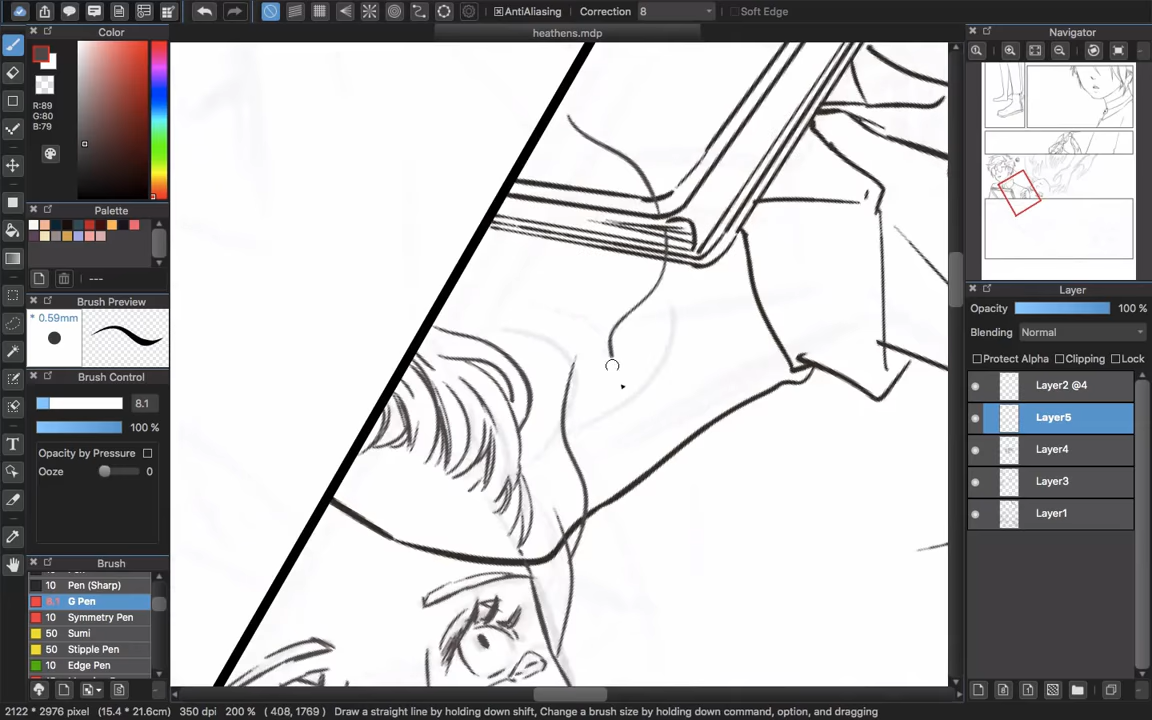 AntiAliasing
Correction
8
Soft Edge
heathens.mdp
Color
R:89
G:80
B:79
Palette
---
Brush Preview
* 0.59mm
Brush Control
8.1
100 %
Opacity by Pressure
Ooze
0
Brush
10 Pen (Sharp)
8.1 G Pen
10 Symmetry Pen
50 Sumi
50 Stipple Pen
10 Edge Pen
Navigator
Layer
Opacity
100 %
Blending
Normal
Protect Alpha
Clipping
Lock
Layer2 @4
Layer5
Layer4
Layer3
Layer1
2122 * 2976 pixel (15.4 * 21.6cm) 350 dpi 200 % ( 408, 1769 ) Draw a straight line by holding down shift, Change a brush size by holding down command, option, and dragging